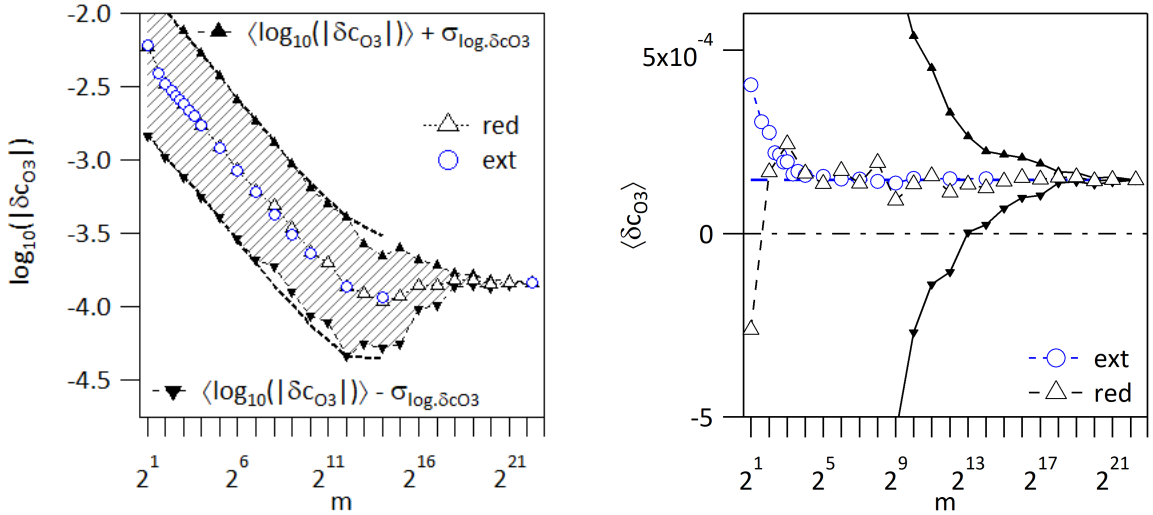 -2.0
-2.5
-3.0
-3.5
-4.0
-4.5
log10(|δcO3|)
⟨log10(|δcO3|)⟩ + σlog.δcO3
red
ext
⟨log10(|δcO3|)⟩ - σlog.δcO3
2^1 2^6 2^11 2^16 2^21
m
5x10^-4
0
-5
⟨δcO3⟩
ext
red
2^1 2^5 2^9 2^13 2^17 2^21
m